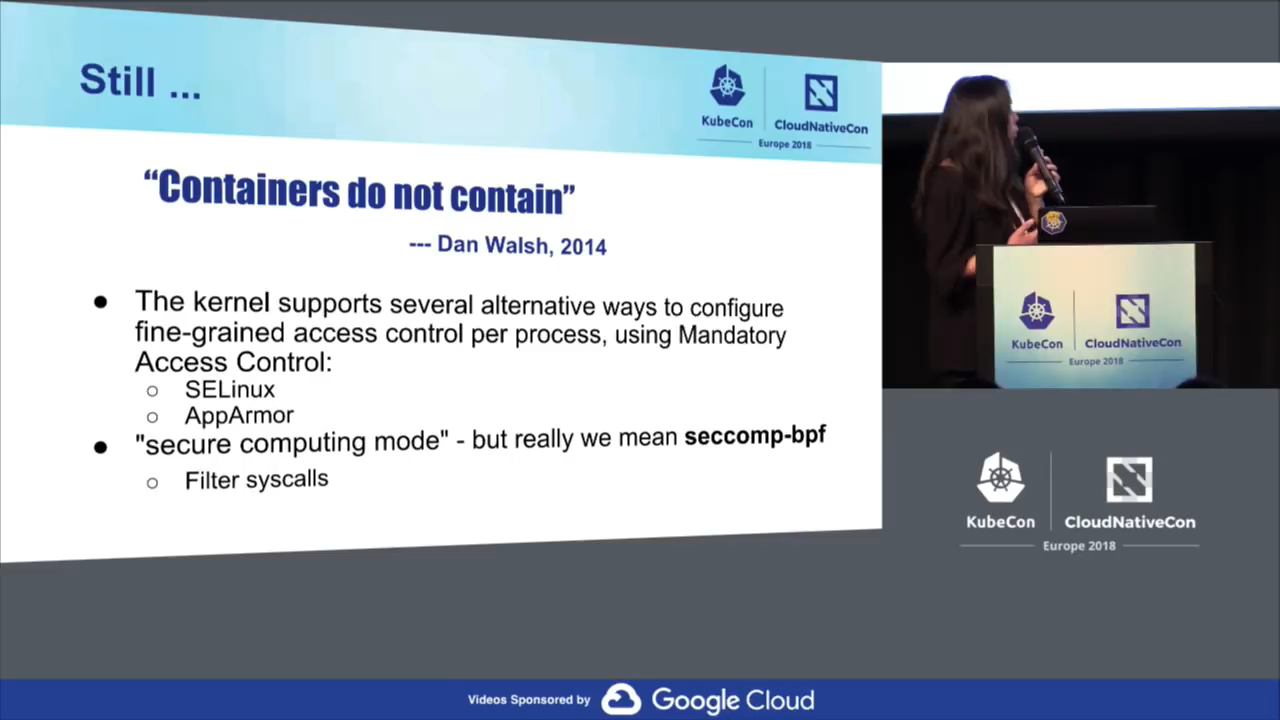 Still ...
KubeCon
CloudNativeCon
Europe 2018
“Containers do not contain”
--- Dan Walsh, 2014
● The kernel supports several alternative ways to configure
fine-grained access control per process, using Mandatory
Access Control:
○ SELinux
○ AppArmor
● "secure computing mode" - but really we mean seccomp-bpf
○ Filter syscalls
KubeCon
CloudNativeCon
Europe 2018
KubeCon
CloudNativeCon
Europe 2018
Videos Sponsored by Google Cloud